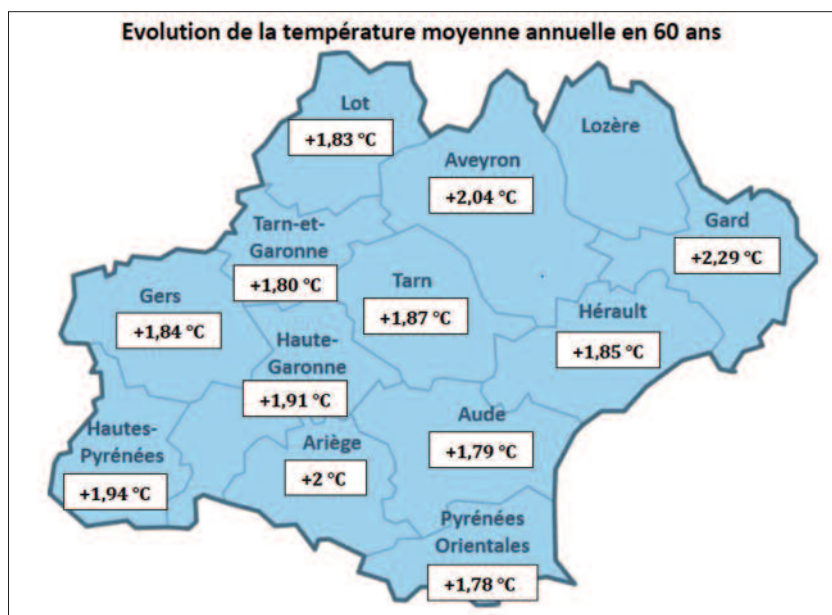 Evolution de la température moyenne annuelle en 60 ans
Lot
+1,83 °C
Lozère
Aveyron
+2,04 °C
Gard
+2,29 °C
Tarn-et-
Garonne
+1,80 °C
Tarn
+1,87 °C
Gers
+1,84 °C
Hérault
+1,85 °C
Haute-
Garonne
+1,91 °C
Aude
+1,79 °C
Hautes-
Pyrénées
+1,94 °C
Ariège
+2 °C
Pyrénées
Orientales
+1,78 °C